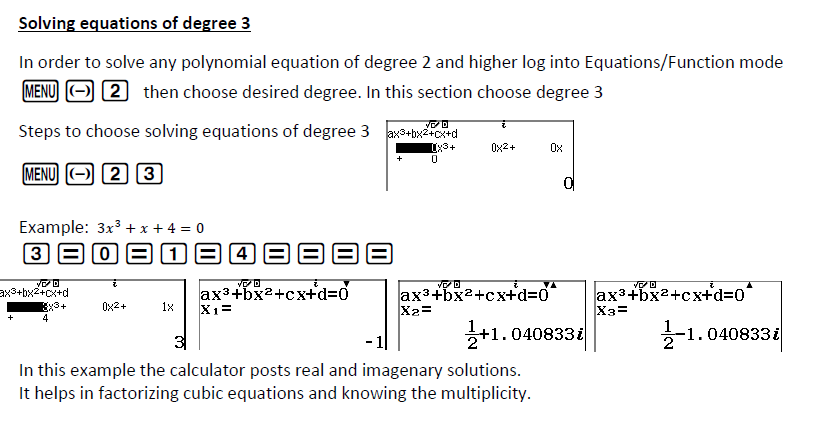 Solving equations of degree 3
In order to solve any polynomial equation of degree 2 and higher log into Equations/Function mode
MENU (−) 2 then choose desired degree. In this section choose degree 3
Steps to choose solving equations of degree 3
√▱ D i
ax³+bx²+cx+d
0x³+ 0x²+ 0x
+ 0
0
MENU (−) 2 3
Example: 3x³ + x + 4 = 0
3 = 0 = 1 = 4 = = = =
i
ax³+bx²+cx+d
3x³+ 0x²+ 1x
+ 4
3
i ▼
ax³+bx²+cx+d=0
X₁=
-1
i ▼▲
ax³+bx²+cx+d=0
X₂=
1/2+1.040833i
i ▲
ax³+bx²+cx+d=0
X₃=
1/2-1.040833i
In this example the calculator posts real and imagenary solutions.
It helps in factorizing cubic equations and knowing the multiplicity.